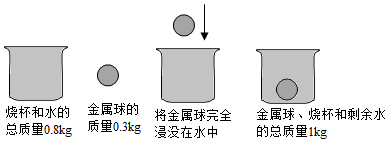 烧杯和水的
总质量0.8kg
金属球的
质量0.3kg
将金属球完全
浸没在水中
金属球、烧杯和剩余水
的总质量1kg